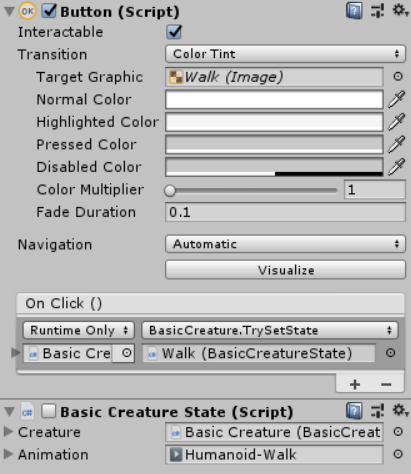 Button (Script)
Interactable
Transition Color Tint
Target Graphic Walk (Image)
Normal Color
Highlighted Color
Pressed Color
Disabled Color
Color Multiplier 1
Fade Duration 0.1
Navigation Automatic
Visualize
On Click ()
Runtime Only BasicCreature.TrySetState
Basic Cre Walk (BasicCreatureState)
+ −
Basic Creature State (Script)
Creature Basic Creature (BasicCreat
Animation Humanoid-Walk